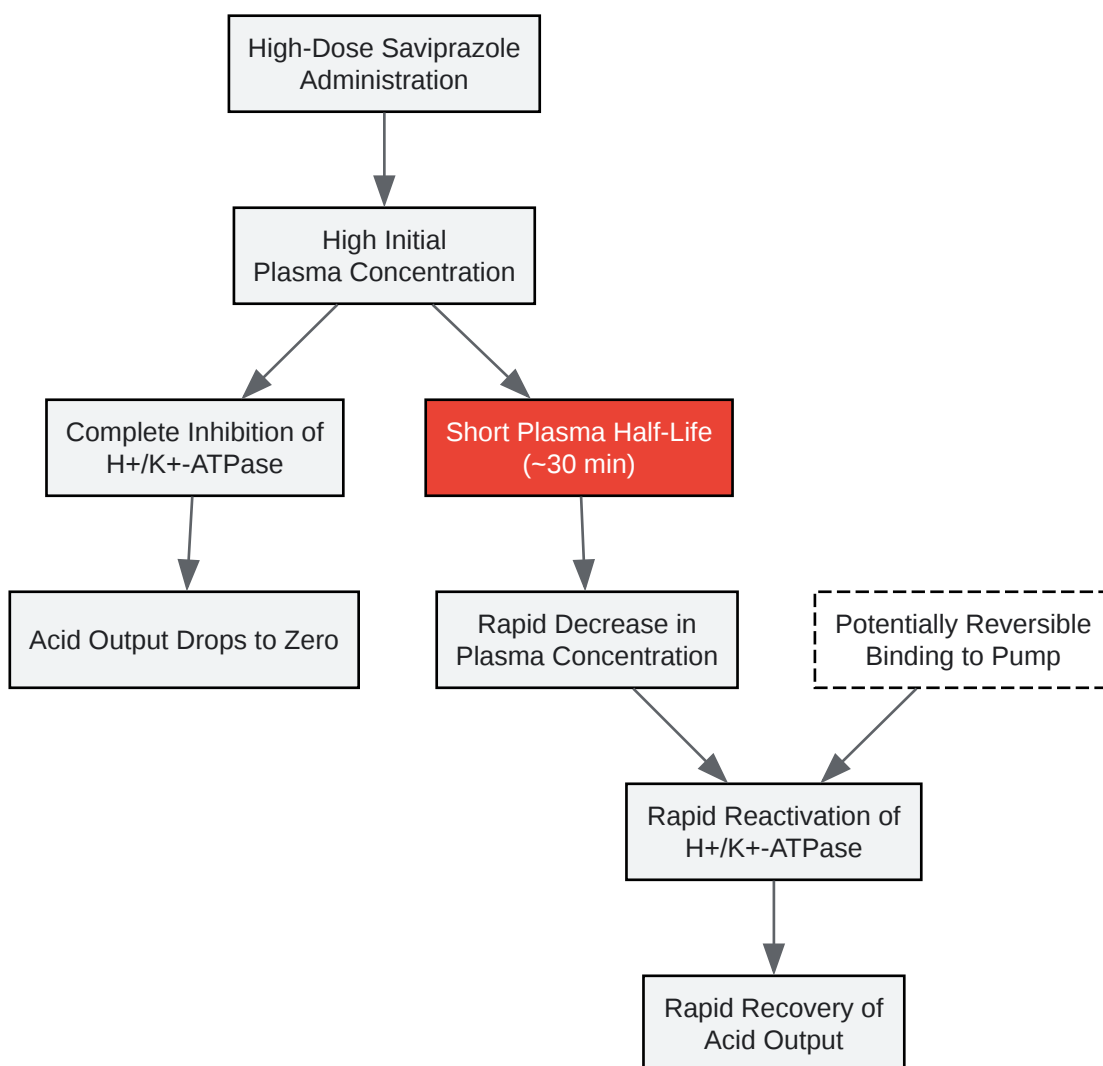 High-Dose Saviprazole
Administration
High Initial
Plasma Concentration
Complete Inhibition of
H+/K+-ATPase
Short Plasma Half-Life
(~30 min)
Acid Output Drops to Zero
Rapid Decrease in
Plasma Concentration
Potentially Reversible
Binding to Pump
Rapid Reactivation of
H+/K+-ATPase
Rapid Recovery of
Acid Output